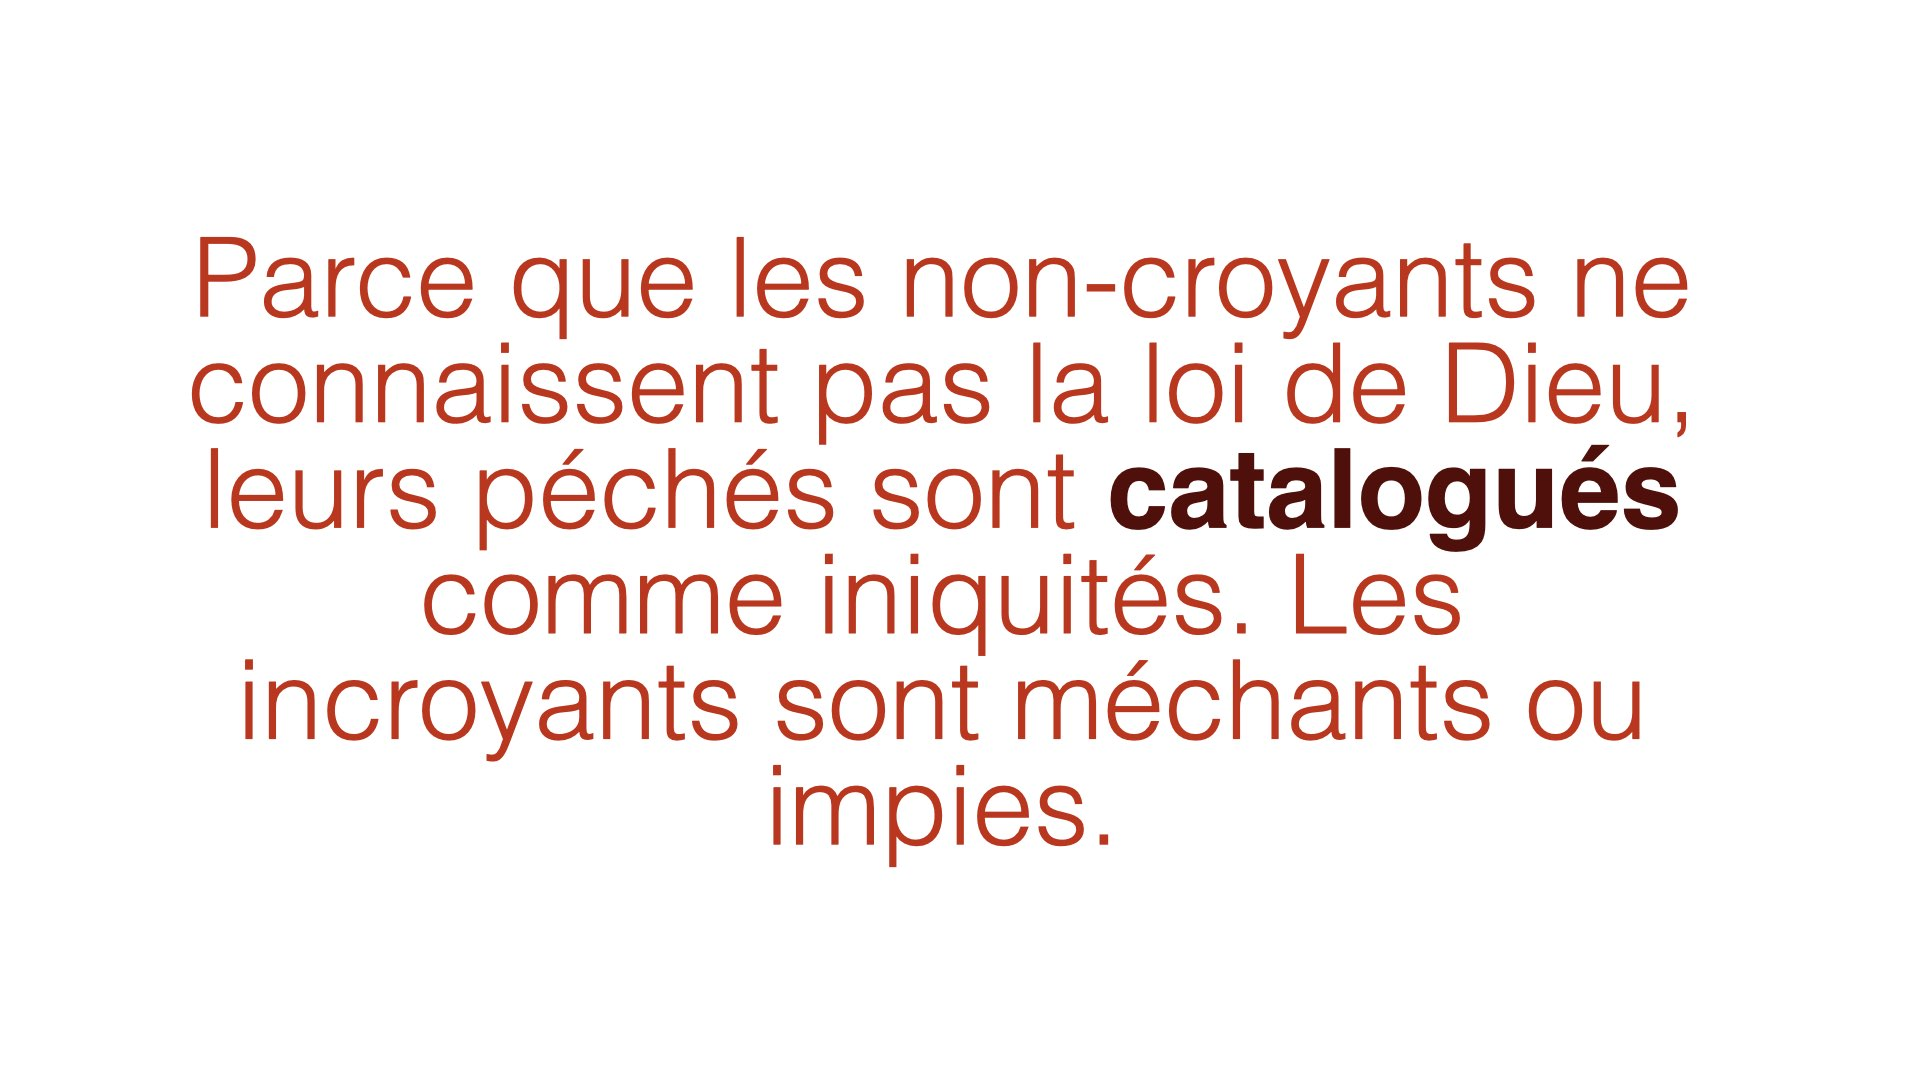 Parce que les non-croyants ne
connaissent pas la loi de Dieu,
leurs péchés sont catalogués
comme iniquités. Les
incroyants sont méchants ou
impies.